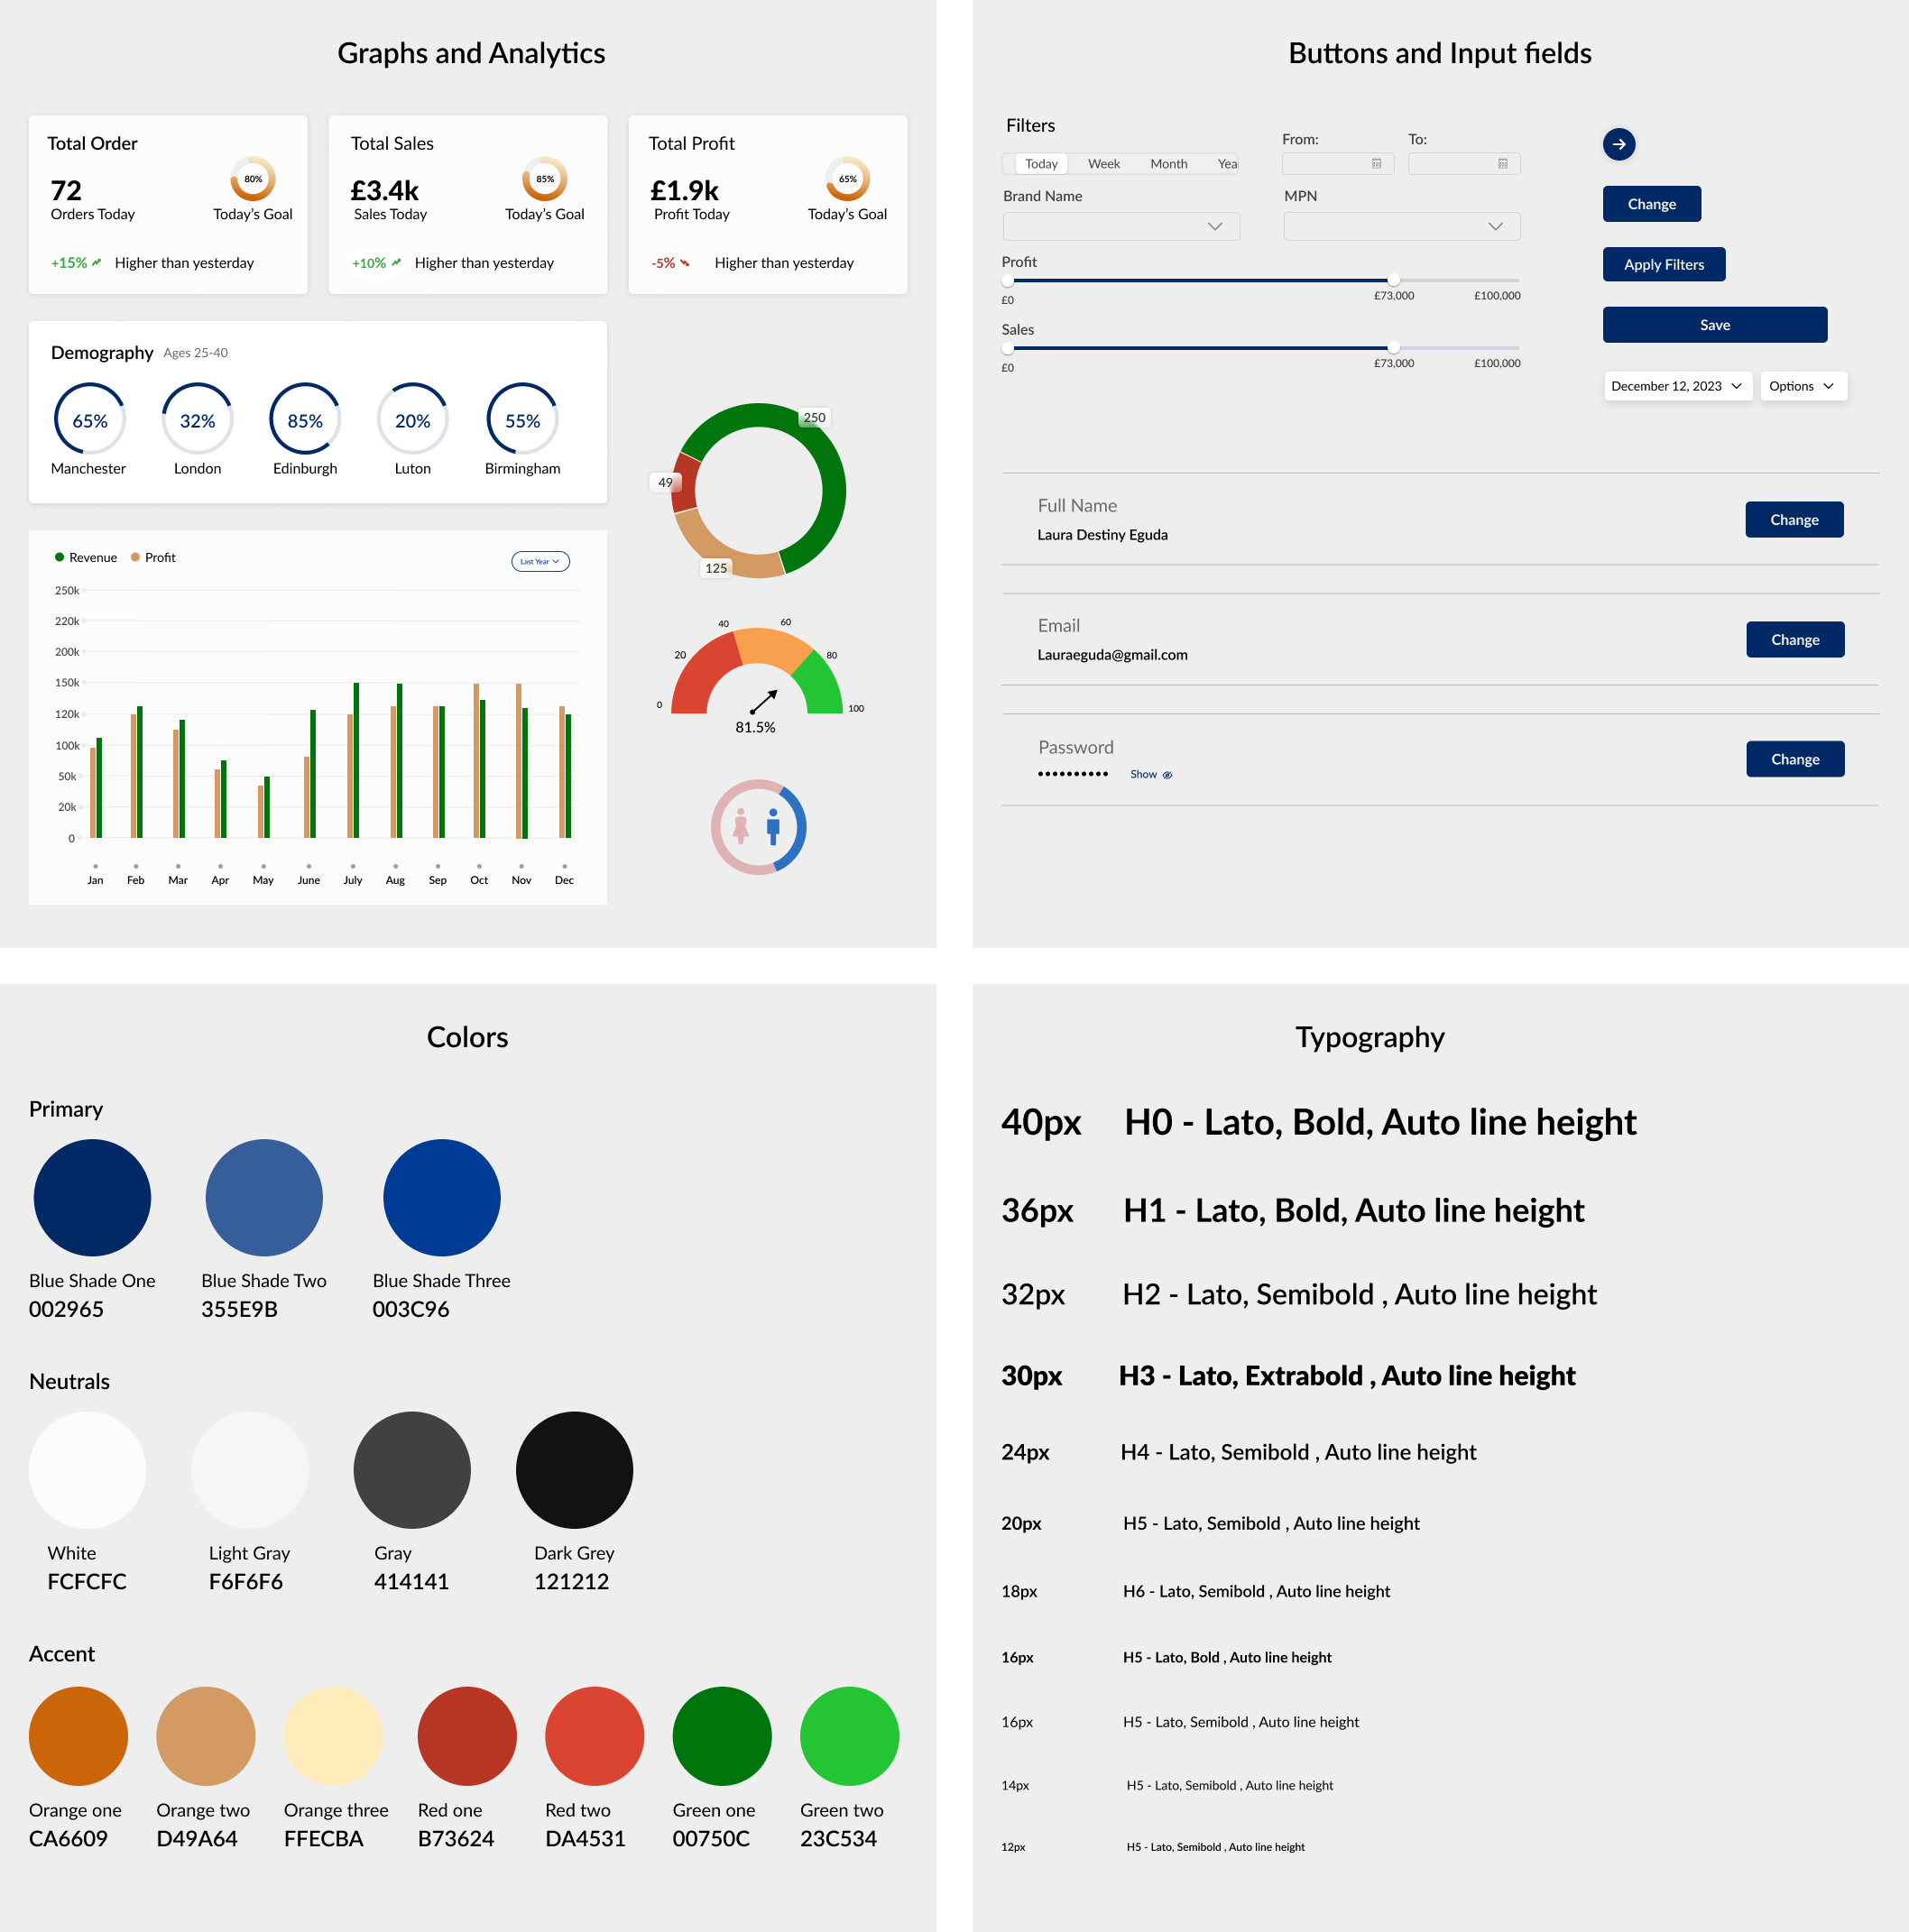 Graphs and Analytics
Total Order
72
Orders Today
80%
Today's Goal
+15% Higher than yesterday
Total Sales
£3.4k
Sales Today
85%
Today's Goal
+10% Higher than yesterday
Total Profit
£1.9k
Profit Today
65%
Today's Goal
-5% Higher than yesterday
Demography Ages 25-40
65% 32% 85% 20% 55%
Manchester London Edinburgh Luton Birmingham
Revenue Profit Last Year
250k
220k
200k
150k
120k
100k
50k
20k
0
Jan Feb Mar Apr May June July Aug Sep Oct Nov Dec
250
49
125
0 20 40 60 80 100
81.5%
Buttons and Input fields
Filters
Today Week Month Yea
From: To:
Brand Name MPN
Profit
£0 £73,000 £100,000
Sales
£0 £73,000 £100,000
Change
Apply Filters
Save
December 12, 2023 Options
Full Name
Laura Destiny Eguda
Change
Email
Lauraeguda@gmail.com
Change
Password
•••••••••• Show
Change
Colors
Primary
Blue Shade One Blue Shade Two Blue Shade Three
002965 355E9B 003C96
Neutrals
White Light Gray Gray Dark Grey
FCFCFC F6F6F6 414141 121212
Accent
Orange one Orange two Orange three Red one Red two Green one Green two
CA6609 D49A64 FFECBA B73624 DA4531 00750C 23C534
Typography
40px H0 - Lato, Bold, Auto line height
36px H1 - Lato, Bold, Auto line height
32px H2 - Lato, Semibold , Auto line height
30px H3 - Lato, Extrabold , Auto line height
24px H4 - Lato, Semibold , Auto line height
20px H5 - Lato, Semibold , Auto line height
18px H6 - Lato, Semibold , Auto line height
16px H5 - Lato, Bold , Auto line height
16px H5 - Lato, Semibold , Auto line height
14px H5 - Lato, Semibold , Auto line height
12px H5 - Lato, Semibold , Auto line height